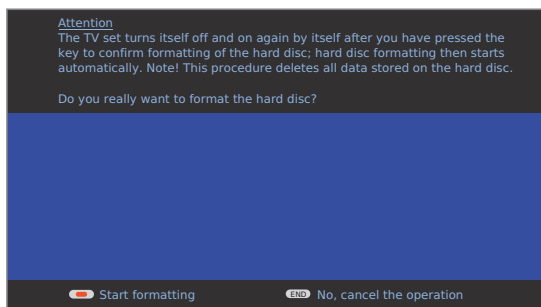 Attention
The TV set turns itself off and on again by itself after you have pressed the
key to confirm formatting of the hard disc; hard disc formatting then starts
automatically. Note! This procedure deletes all data stored on the hard disc.
Do you really want to format the hard disc?
Start formatting
END No, cancel the operation